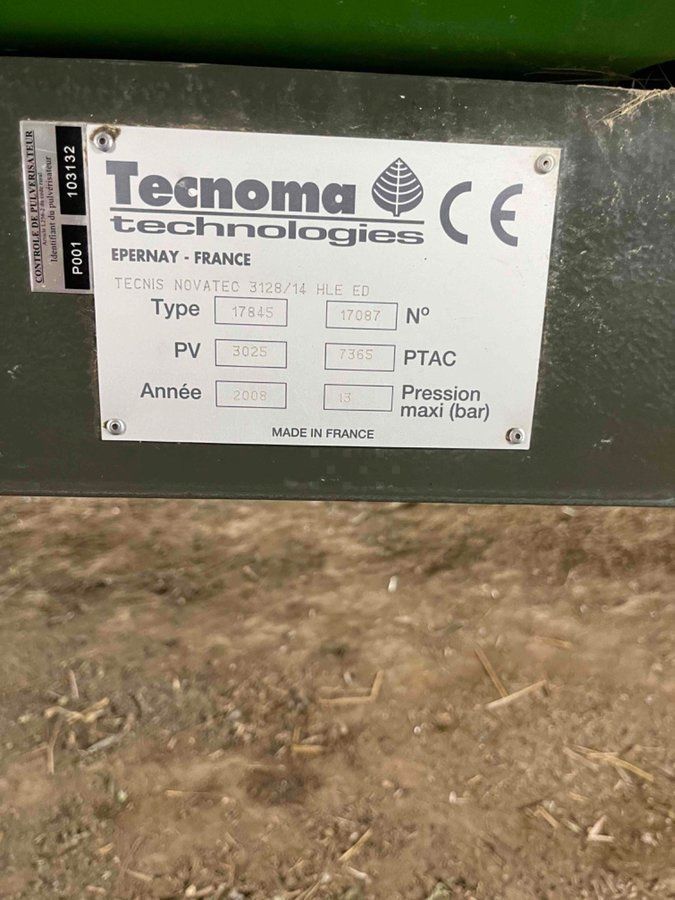 CONTROLE DE PULVERISATEUR
Identifiant du pulvérisateur
P001 103132
Tecnoma
technologies
CE
EPERNAY - FRANCE
TECNIS NOVATEC 3128/14 HLE ED
Type 17845 17087 N°
PV 3025 7365 PTAC
Année 2008 13 Pression
maxi (bar)
MADE IN FRANCE